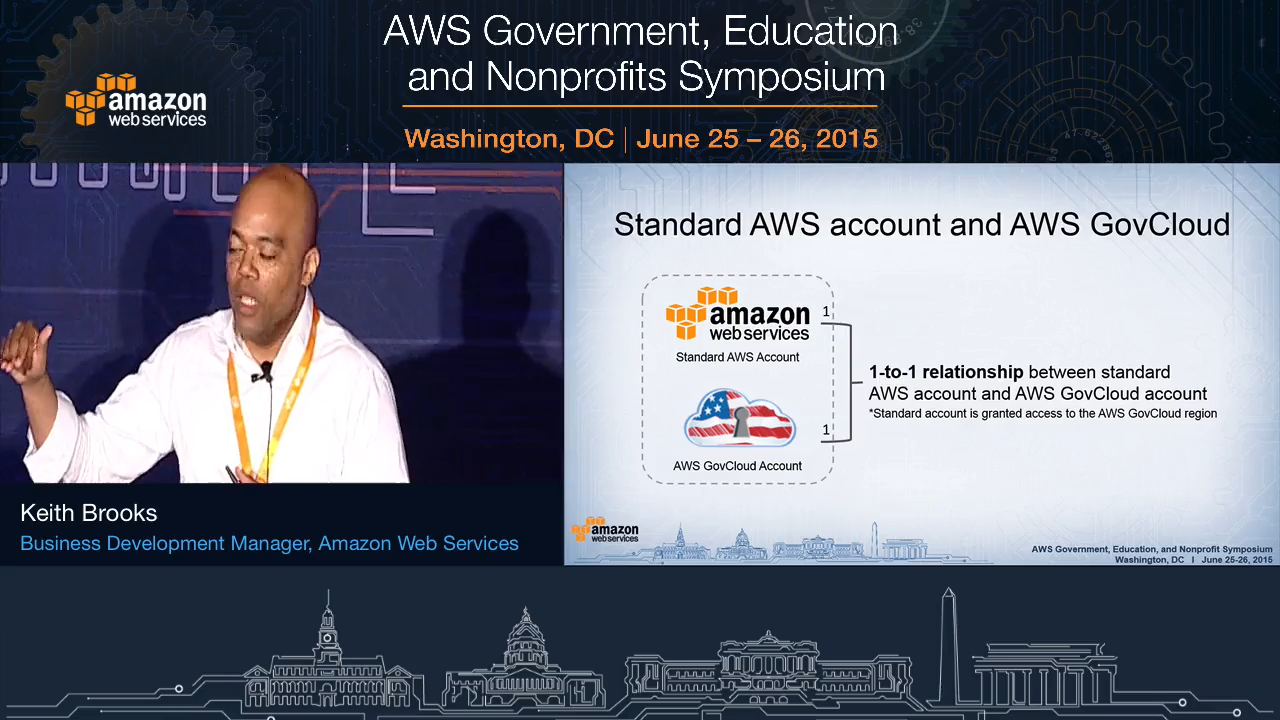 AWS Government, Education
and Nonprofits Symposium
Washington, DC | June 25 – 26, 2015
amazon
web services
Standard AWS account and AWS GovCloud
amazon
web services
1
Standard AWS Account
1-to-1 relationship between standard
AWS account and AWS GovCloud account
*Standard account is granted access to the AWS GovCloud region
1
AWS GovCloud Account
Keith Brooks
Business Development Manager, Amazon Web Services
amazon
web services
AWS Government, Education, and Nonprofit Symposium
Washington, DC I June 25-26, 2015